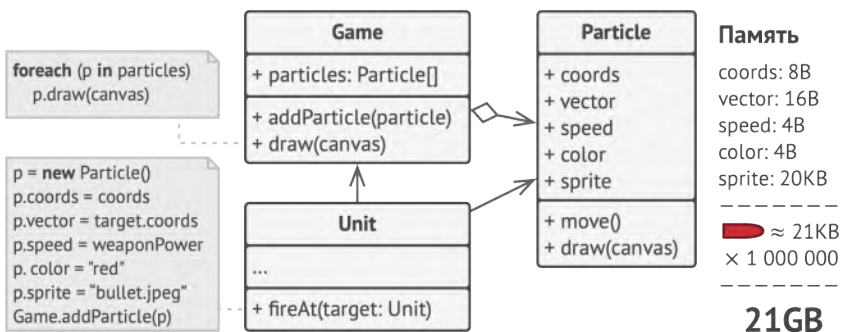 foreach (p in particles)
p.draw(canvas)
p = new Particle()
p.coords = coords
p.vector = target.coords
p.speed = weaponPower
p. color = "red"
p.sprite = “bullet.jpeg"
Game.addParticle(p)
Game
+ particles: Particle[]
+ addParticle(particle)
+ draw(canvas)
Unit
...
+ fireAt(target: Unit)
Particle
+ coords
+ vector
+ speed
+ color
+ sprite
+ move()
+ draw(canvas)
Память
coords: 8B
vector: 16B
speed: 4B
color: 4B
sprite: 20KB
≈ 21KB
× 1 000 000
21GB